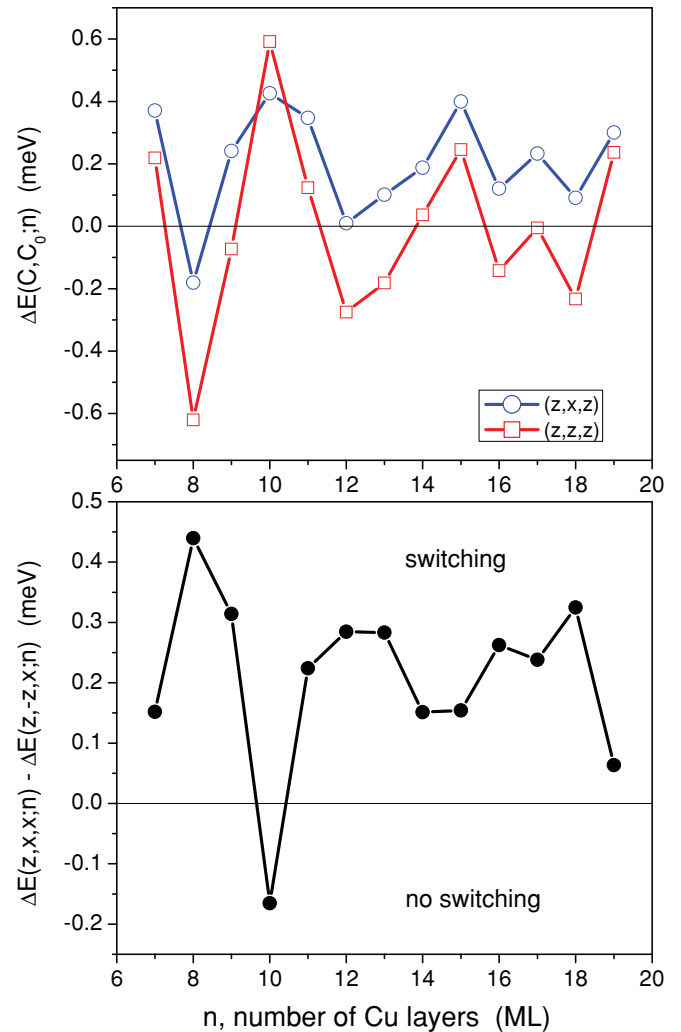 0.6
0.4
0.2
0.0
-0.2
-0.4
-0.6
ΔE(C,C₀;n) (meV)
(z,x,z)
(z,z,z)
6 8 10 12 14 16 18 20
0.5
0.4
0.3
0.2
0.1
0.0
-0.1
-0.2
ΔE(z,x,x;n) - ΔE(z,-z,x;n) (meV)
switching
no switching
6 8 10 12 14 16 18 20
n, number of Cu layers (ML)